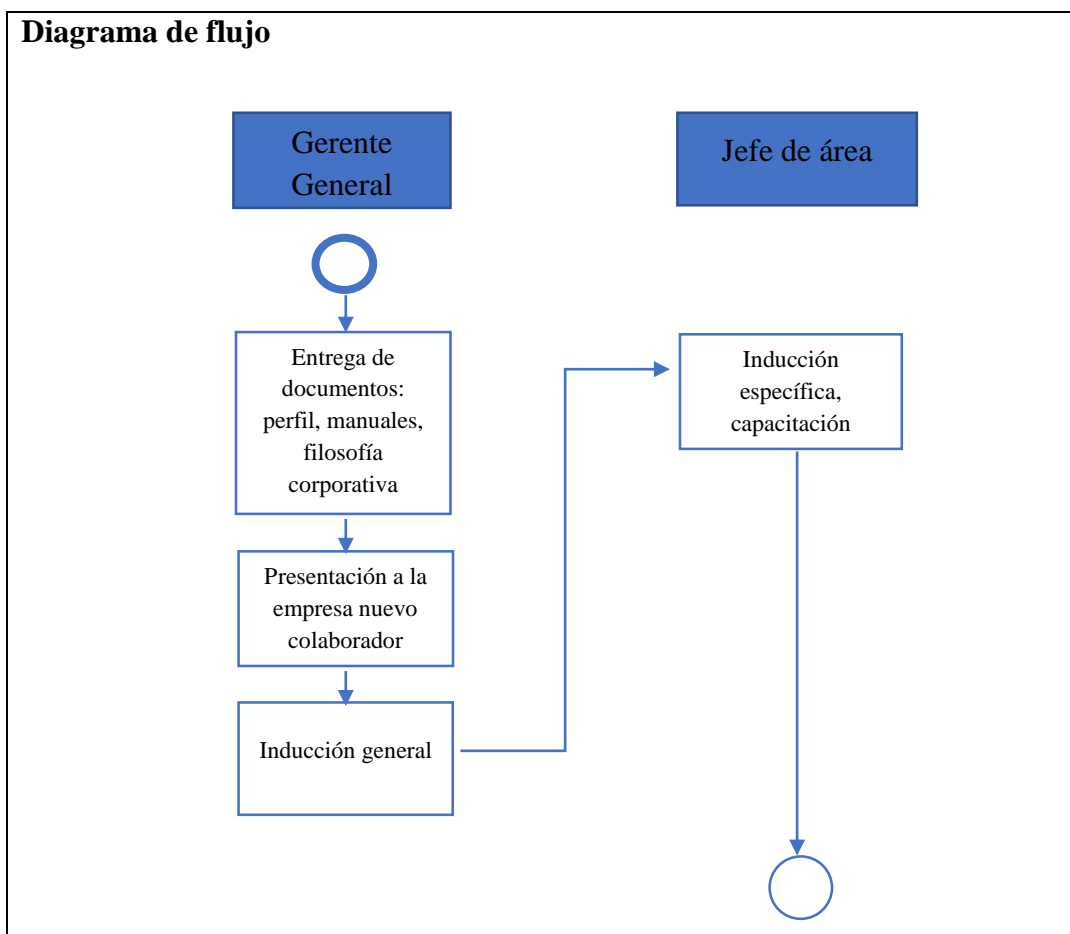 Diagrama de flujo
Gerente
General
Jefe de área
Entrega de
documentos:
perfil, manuales,
filosofía
corporativa
Presentación a la
empresa nuevo
colaborador
Inducción general
Inducción
específica,
capacitación